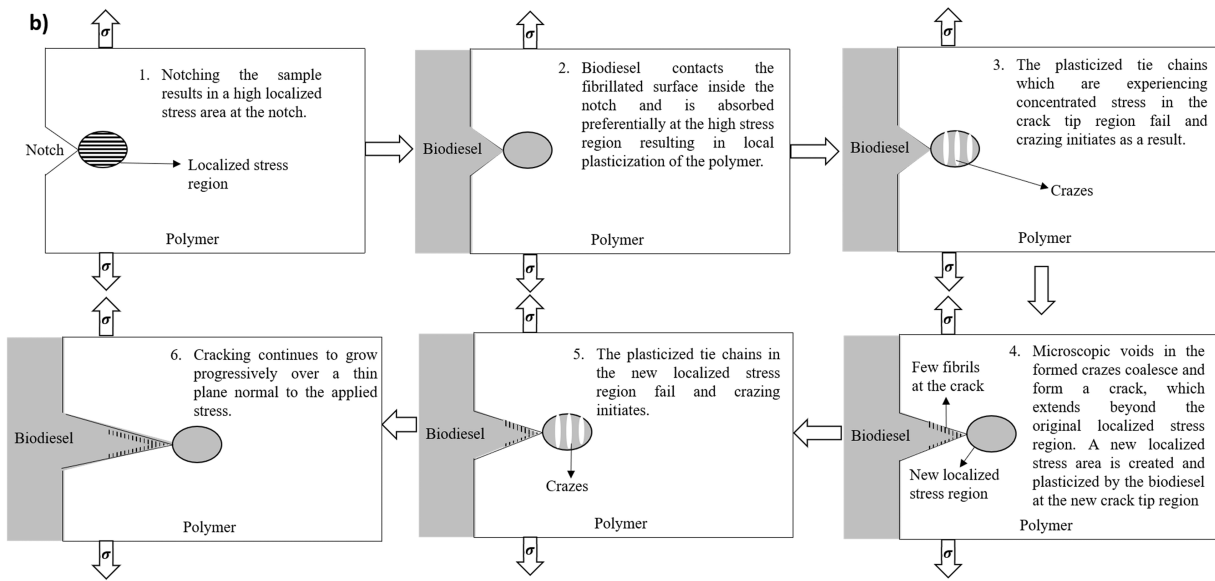 b)
σ
1. Notching the sample
results in a high localized
stress area at the notch.
Notch
Localized stress
region
Polymer
σ
σ
2. Biodiesel contacts the
fibrillated surface inside the
notch and is absorbed
preferentially at the high stress
region resulting in local
plasticization of the polymer.
Biodiesel
Polymer
σ
σ
3. The plasticized tie chains
which are experiencing
concentrated stress in the
crack tip region fail and
crazing initiates as a result.
Biodiesel
Crazes
Polymer
σ
σ
4. Microscopic voids in the
formed crazes coalesce and
form a crack, which
extends beyond the
original localized stress
region. A new localized
stress area is created and
plasticized by the biodiesel
at the new crack tip region
Few fibrils
at the crack
Biodiesel
New localized
stress region
Polymer
σ
σ
5. The plasticized tie chains in
the new localized stress
region fail and crazing
initiates.
Biodiesel
Crazes
Polymer
σ
σ
6. Cracking continues to grow
progressively over a thin
plane normal to the applied
stress.
Biodiesel
Polymer
σ